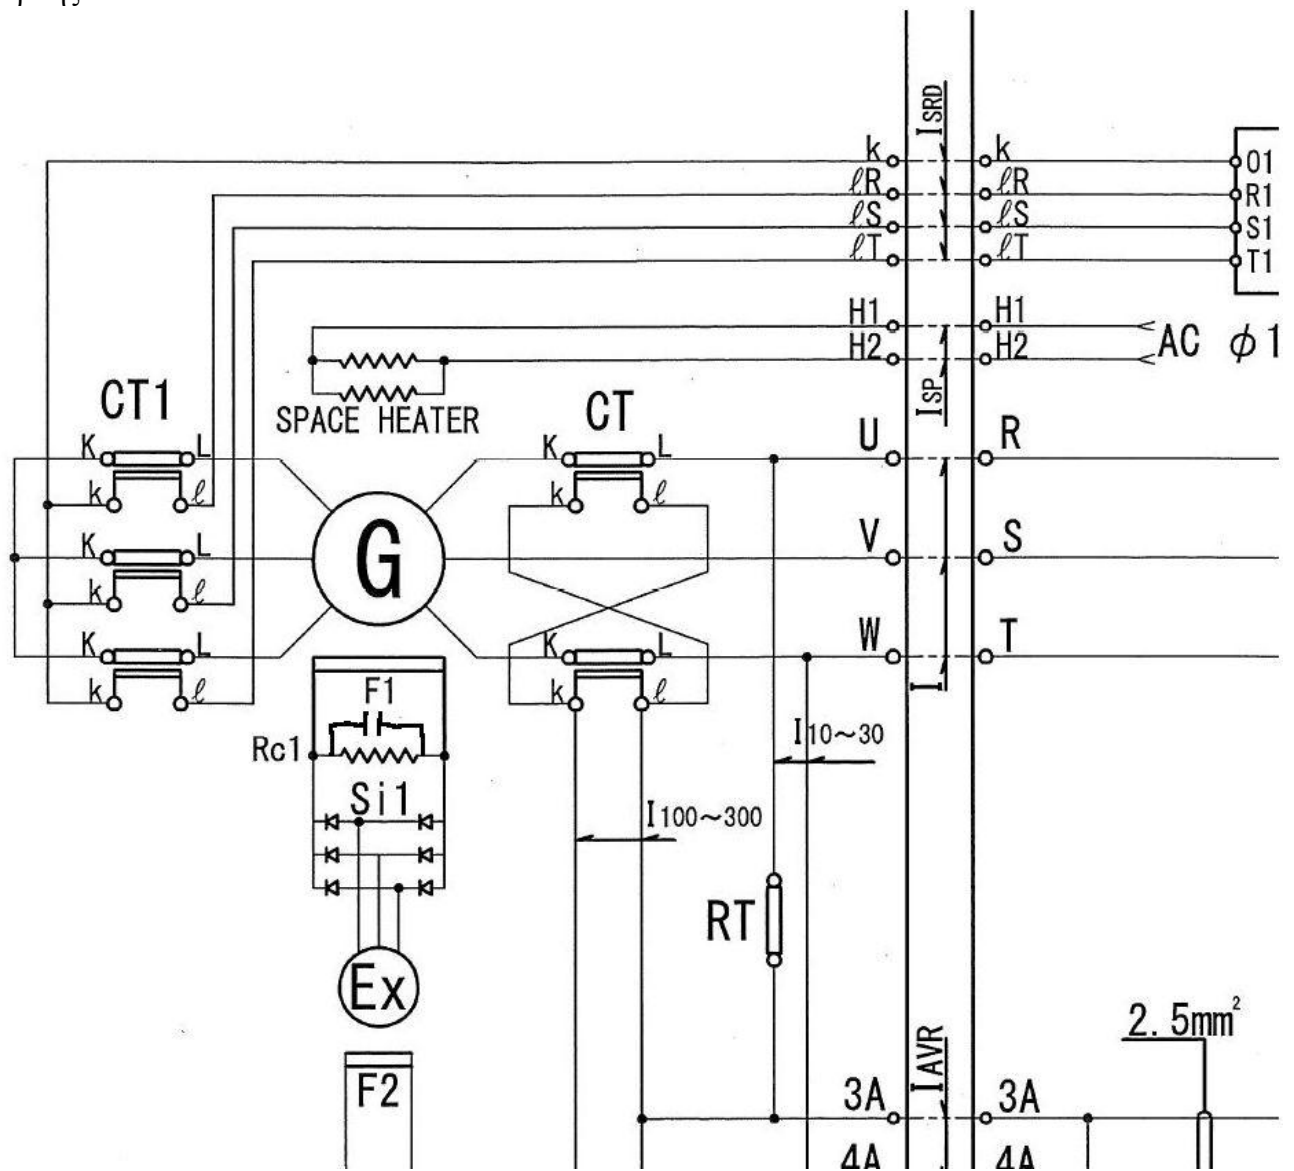 ISRD
k k
ℓR ℓR 01
ℓS ℓS R1
ℓT ℓT S1
T1
H1 H1
H2 H2 AC φ1
ISP
CT1
SPACE HEATER
CT
K L K L U R
k ℓ k ℓ
K L G V S
k ℓ
K L K L W T
k ℓ k ℓ I
F1
Rc1 I10~30
Si1 I100~300
RT
Ex
2.5mm²
IAVR
F2 3A 3A
4A 4A